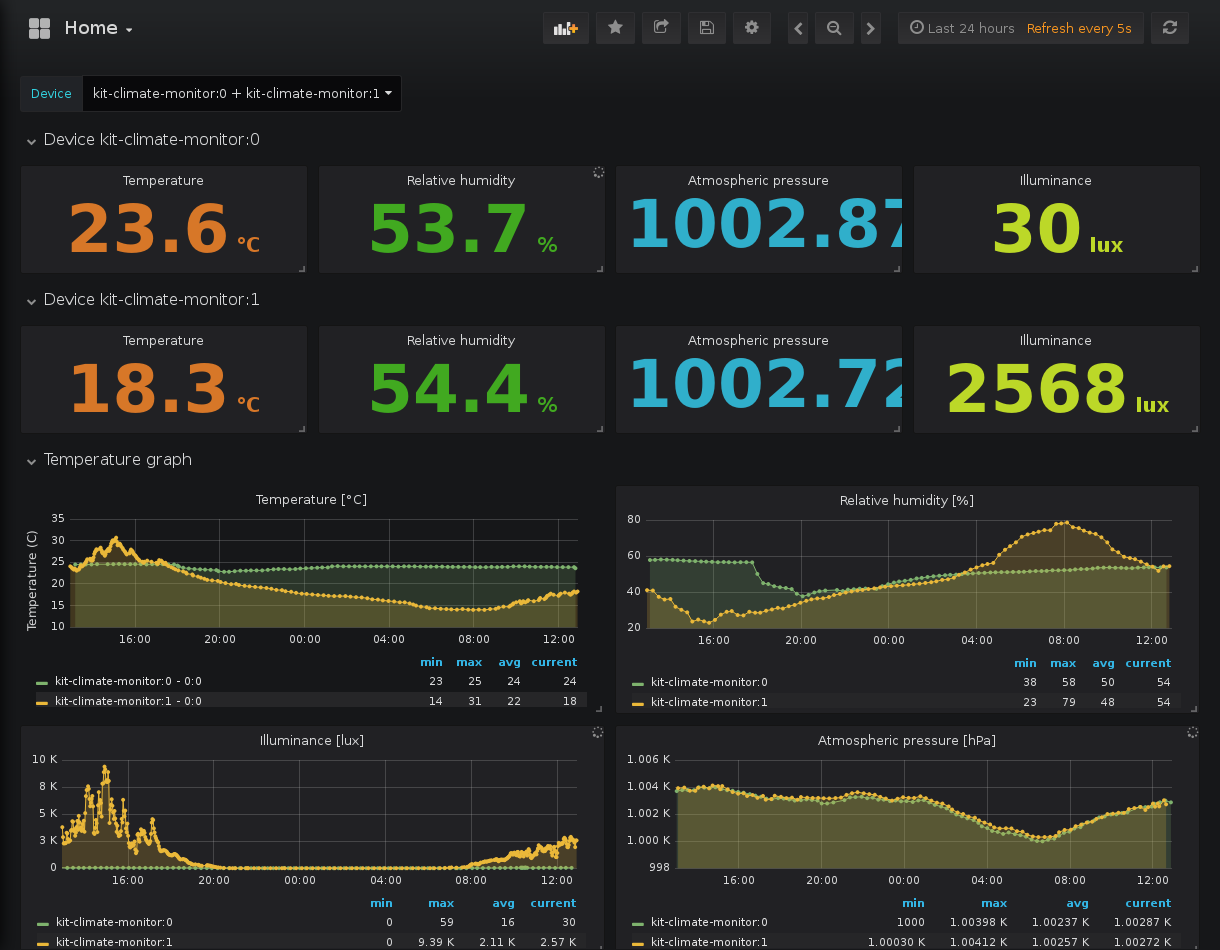 Home
Last 24 hours Refresh every 5s
Device kit-climate-monitor:0 + kit-climate-monitor:1
Device kit-climate-monitor:0
Temperature Relative humidity Atmospheric pressure Illuminance
23.6 °C 53.7 % 1002.87 30 lux
Device kit-climate-monitor:1
Temperature Relative humidity Atmospheric pressure Illuminance
18.3 °C 54.4 % 1002.72 2568 lux
Temperature graph
Temperature [°C]
Temperature (C)
35
30
25
20
15
10
16:00 20:00 00:00 04:00 08:00 12:00
min max avg current
kit-climate-monitor:0 - 0:0 23 25 24 24
kit-climate-monitor:1 - 0:0 14 31 22 18
Relative humidity [%]
80
60
40
20
16:00 20:00 00:00 04:00 08:00 12:00
min max avg current
kit-climate-monitor:0 38 58 50 54
kit-climate-monitor:1 23 79 48 54
Illuminance [lux]
10 K
8 K
5 K
3 K
0
16:00 20:00 00:00 04:00 08:00 12:00
min max avg current
kit-climate-monitor:0 0 59 16 30
kit-climate-monitor:1 0 9.39 K 2.11 K 2.57 K
Atmospheric pressure [hPa]
1.006 K
1.004 K
1.002 K
1.000 K
998
16:00 20:00 00:00 04:00 08:00 12:00
min max avg current
kit-climate-monitor:0 1000 1.00398 K 1.00237 K 1.00287 K
kit-climate-monitor:1 1.00030 K 1.00412 K 1.00257 K 1.00272 K